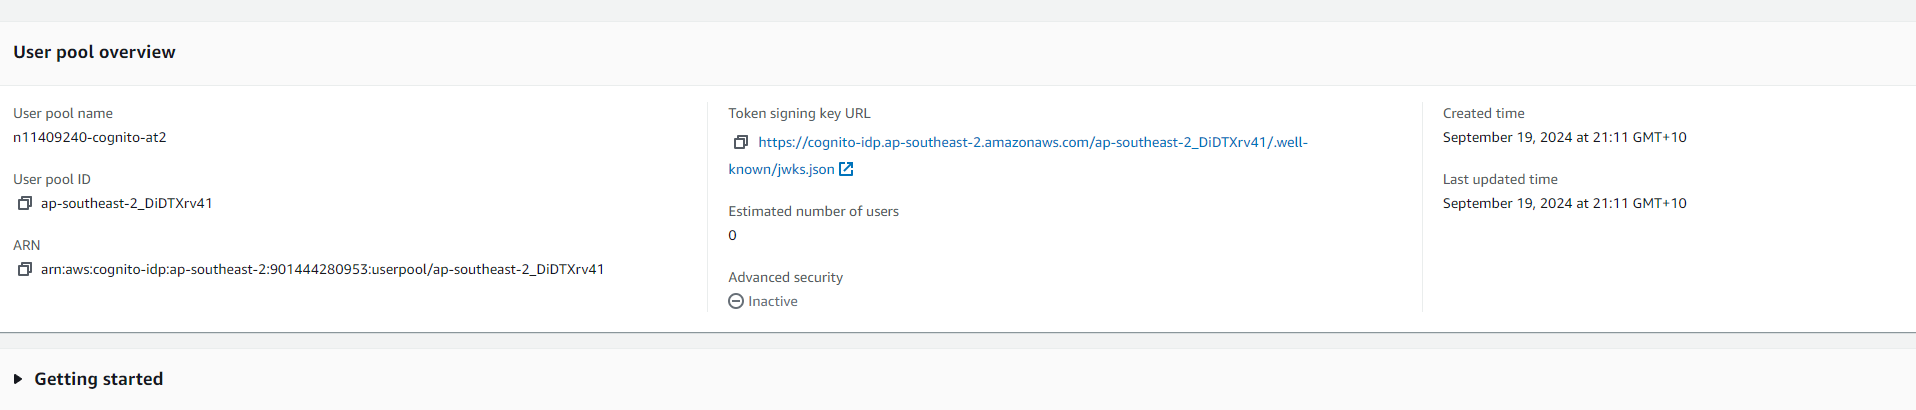 User pool overview
User pool name
n11409240-cognito-at2
User pool ID
ap-southeast-2_DiDTXrv41
ARN
arn:aws:cognito-idp:ap-southeast-2:901444280953:userpool/ap-southeast-2_DiDTXrv41
Token signing key URL
https://cognito-idp.ap-southeast-2.amazonaws.com/ap-southeast-2_DiDTXrv41/.well-
known/jwks.json
Estimated number of users
0
Advanced security
Inactive
Created time
September 19, 2024 at 21:11 GMT+10
Last updated time
September 19, 2024 at 21:11 GMT+10
Getting started